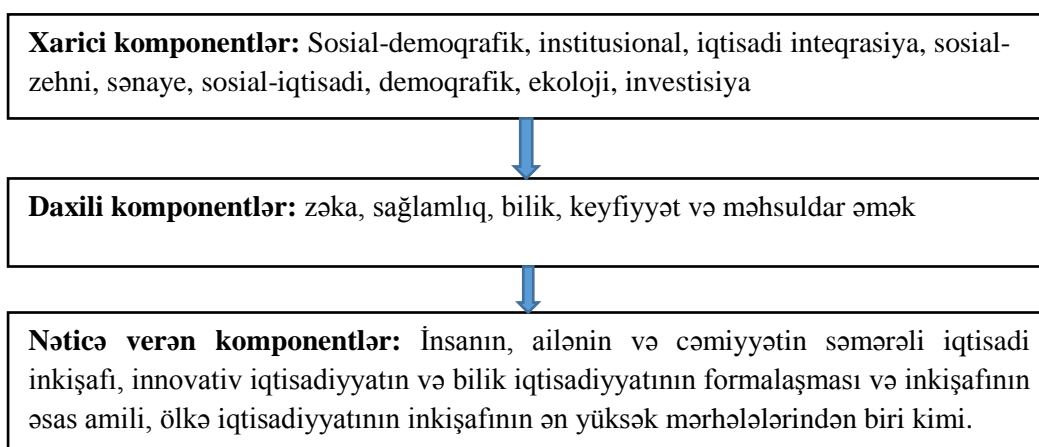 Xarici komponentlər: Sosial-demoqrafik, institusional, iqtisadi inteqrasiya, sosial-
zehni, sənaye, sosial-iqtisadi, demoqrafik, ekoloji, investisiya
Daxili komponentlər: zəka, sağlamlıq, bilik, keyfiyyət və məhsuldar əmək
Nəticə verən komponentlər: İnsanın, ailənin və cəmiyyətin səmərəli iqtisadi
inkişafı, innovativ iqtisadiyyatın və bilik iqtisadiyyatının formalaşması və inkişafının
əsas amili, ölkə iqtisadiyyatının inkişafının ən yüksək mərhələlərindən biri kimi.